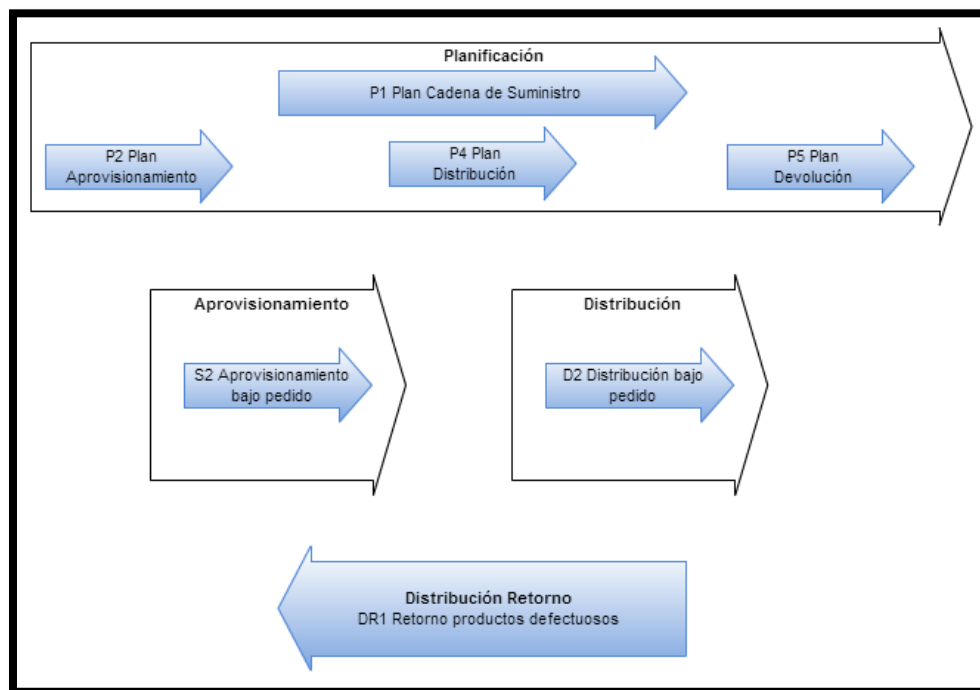 Planificación
P1 Plan Cadena de Suministro
P2 Plan
Aprovisionamiento
P4 Plan
Distribución
P5 Plan
Devolución
Aprovisionamiento
S2 Aprovisionamiento
bajo pedido
Distribución
D2 Distribución bajo
pedido
Distribución Retorno
DR1 Retorno productos defectuosos